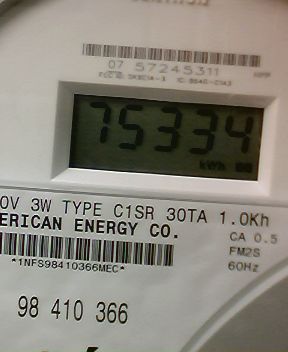 07 57245311
75334
kWh
0V 3W TYPE C1SR 30TA 1.0Kh
ERICAN ENERGY CO.
CA 0.5
FM2S
60Hz
*1NFS98410366MEC*
98 410 366